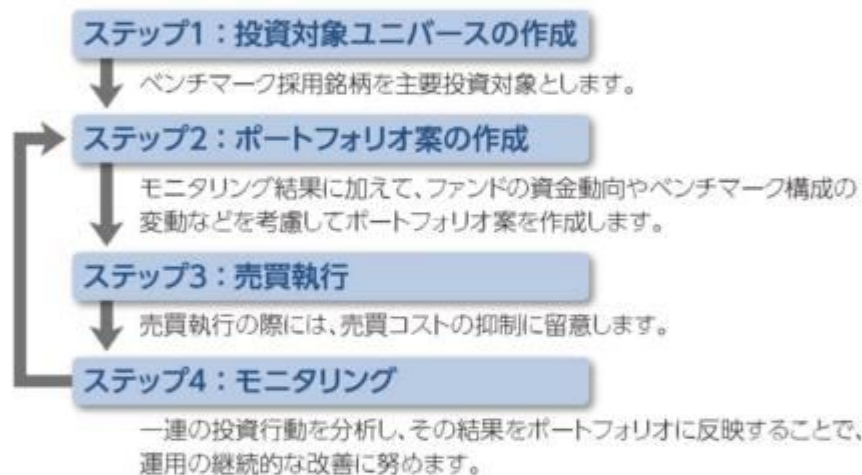 ステップ1：投資対象ユニバースの作成
ベンチマーク採用銘柄を主要投資対象とします。
ステップ2：ポートフォリオ案の作成
モニタリング結果に加えて、ファンドの資金動向やベンチマーク構成の
変動などを考慮してポートフォリオ案を作成します。
ステップ3：売買執行
売買執行の際には、売買コストの抑制に留意します。
ステップ4：モニタリング
一連の投資行動を分析し、その結果をポートフォリオに反映することで、
運用の継続的な改善に努めます。